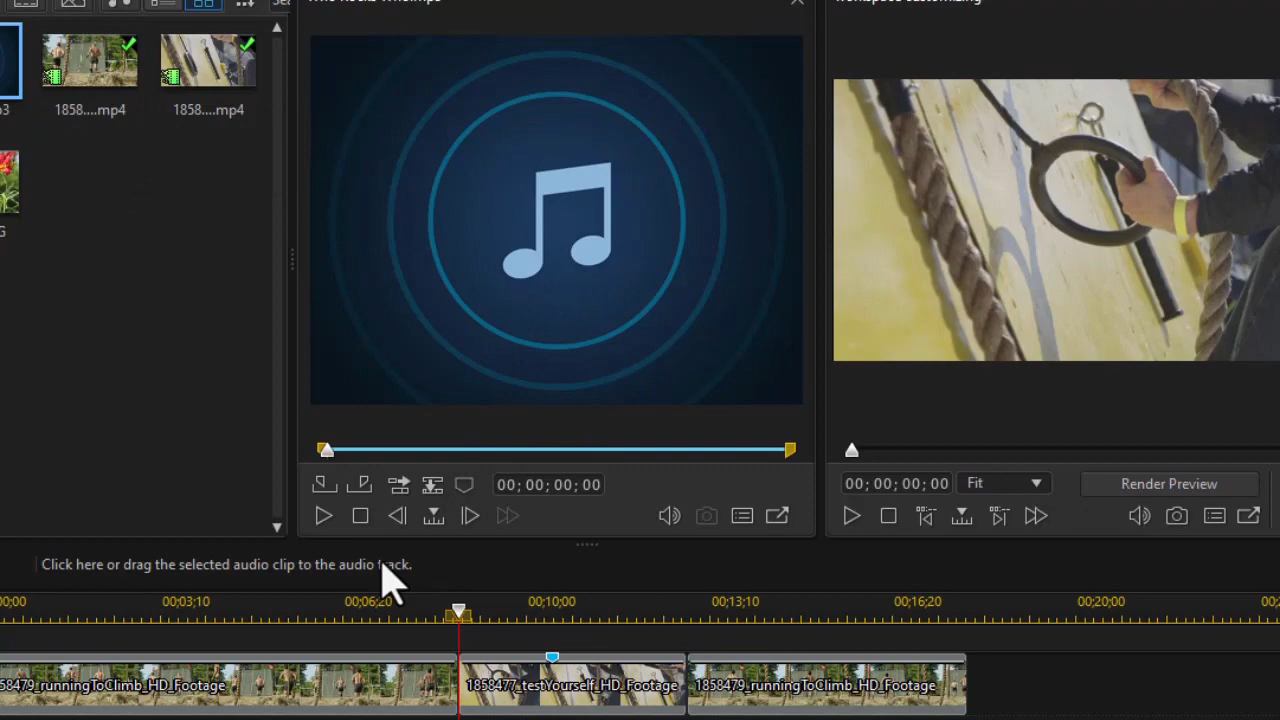 p3
1858....mp4
1858....mp4
G
00; 00; 00; 00
00; 00; 00; 00
Fit
Render Preview
Click here or drag the selected audio clip to the audio track.
00;03;10
00;06;20
00;10;00
00;13;10
00;16;20
00;20;00
58479_runningToClimb_HD_Footage
1858477_testYourself_HD_Footage
1858479_runningToClimb_HD_Footage